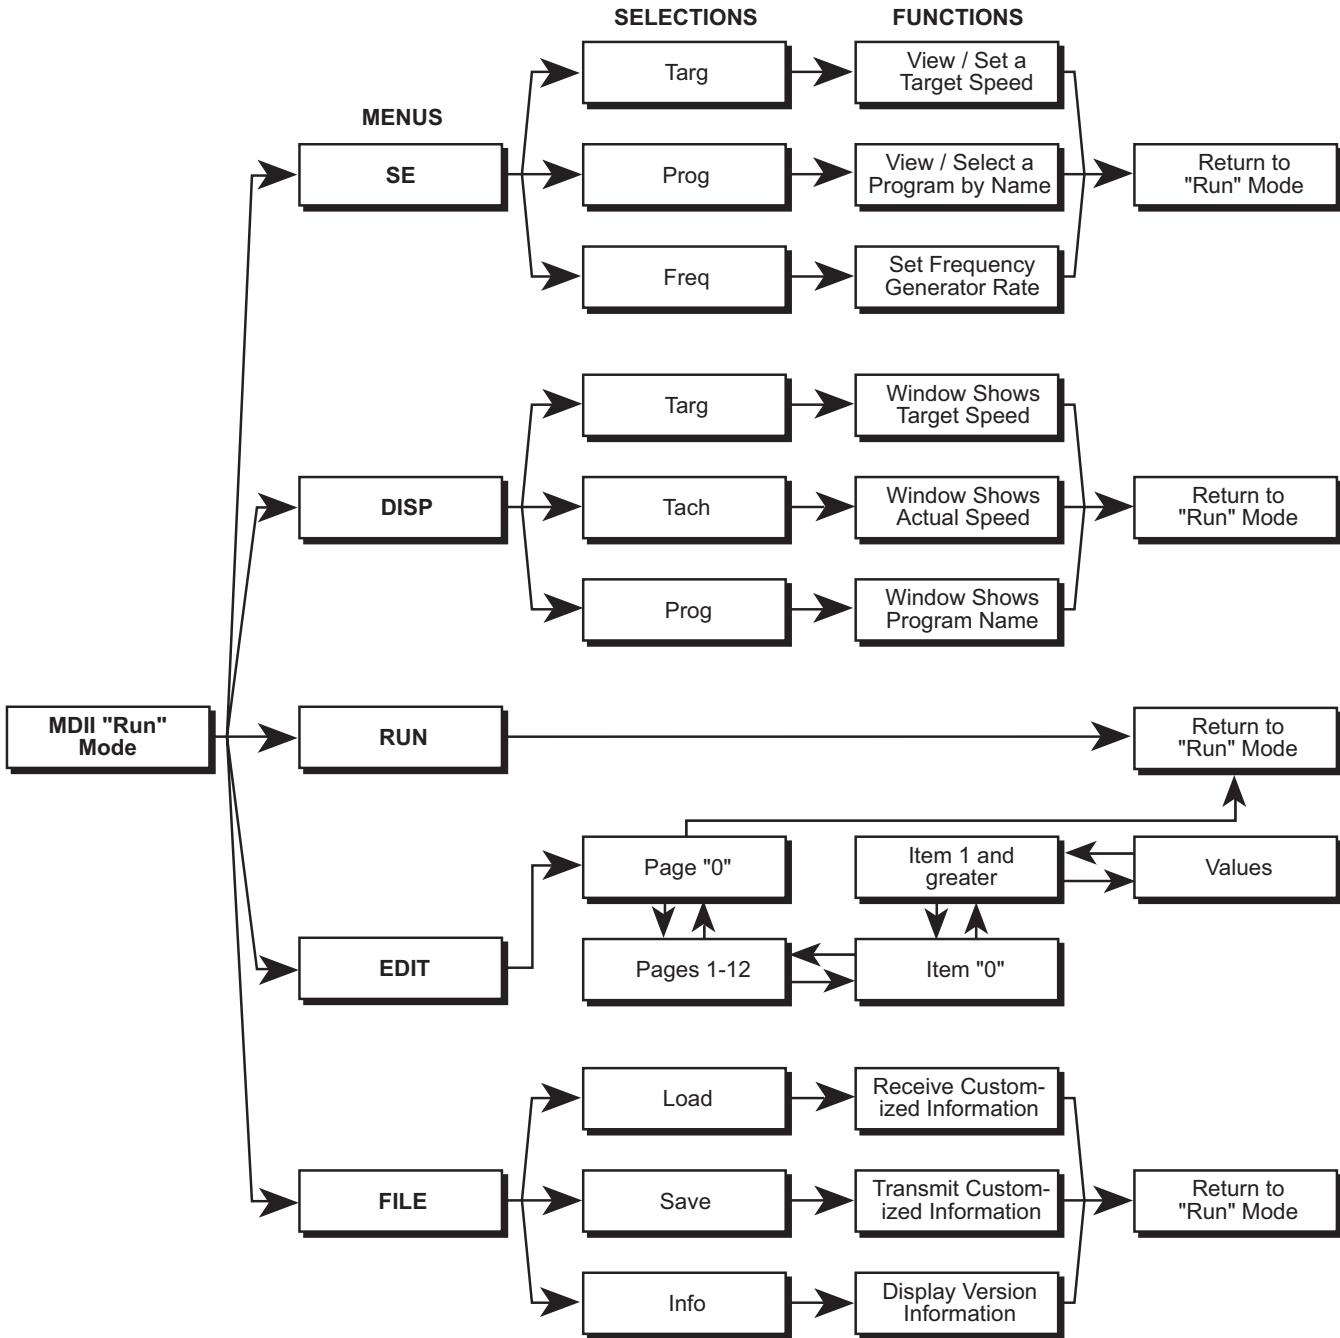 SELECTIONS
FUNCTIONS
MENUS
SE
Targ
View / Set a
Target Speed
Prog
View / Select a
Program by Name
Return to
"Run" Mode
Freq
Set Frequency
Generator Rate
DISP
Targ
Window Shows
Target Speed
Tach
Window Shows
Actual Speed
Return to
"Run" Mode
Prog
Window Shows
Program Name
MDII "Run"
Mode
RUN
Return to
"Run" Mode
EDIT
Page "0"
Item 1 and
greater
Values
Pages 1-12
Item "0"
FILE
Load
Receive Custom-
ized Information
Save
Transmit Custom-
ized Information
Return to
"Run" Mode
Info
Display Version
Information